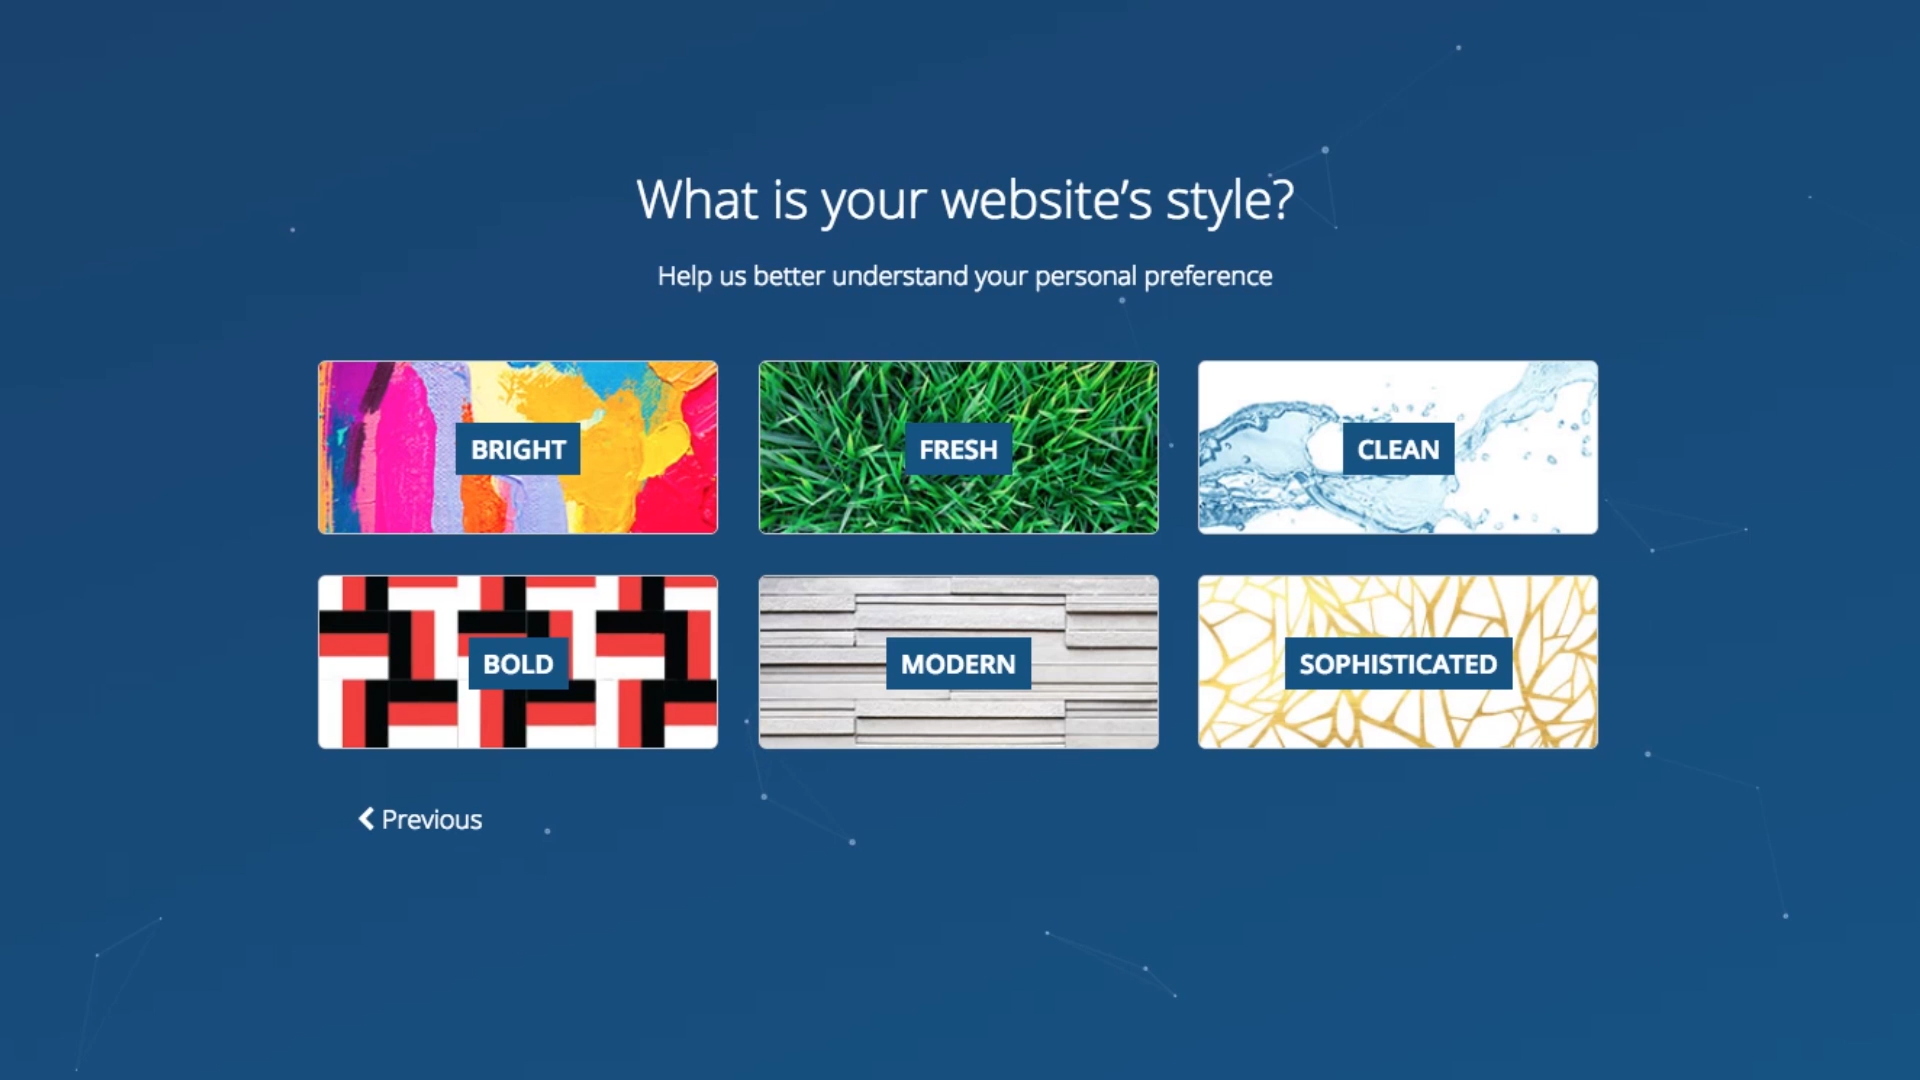 What is your website’s style?
Help us better understand your personal preference
BRIGHT
FRESH
CLEAN
BOLD
MODERN
SOPHISTICATED
Previous